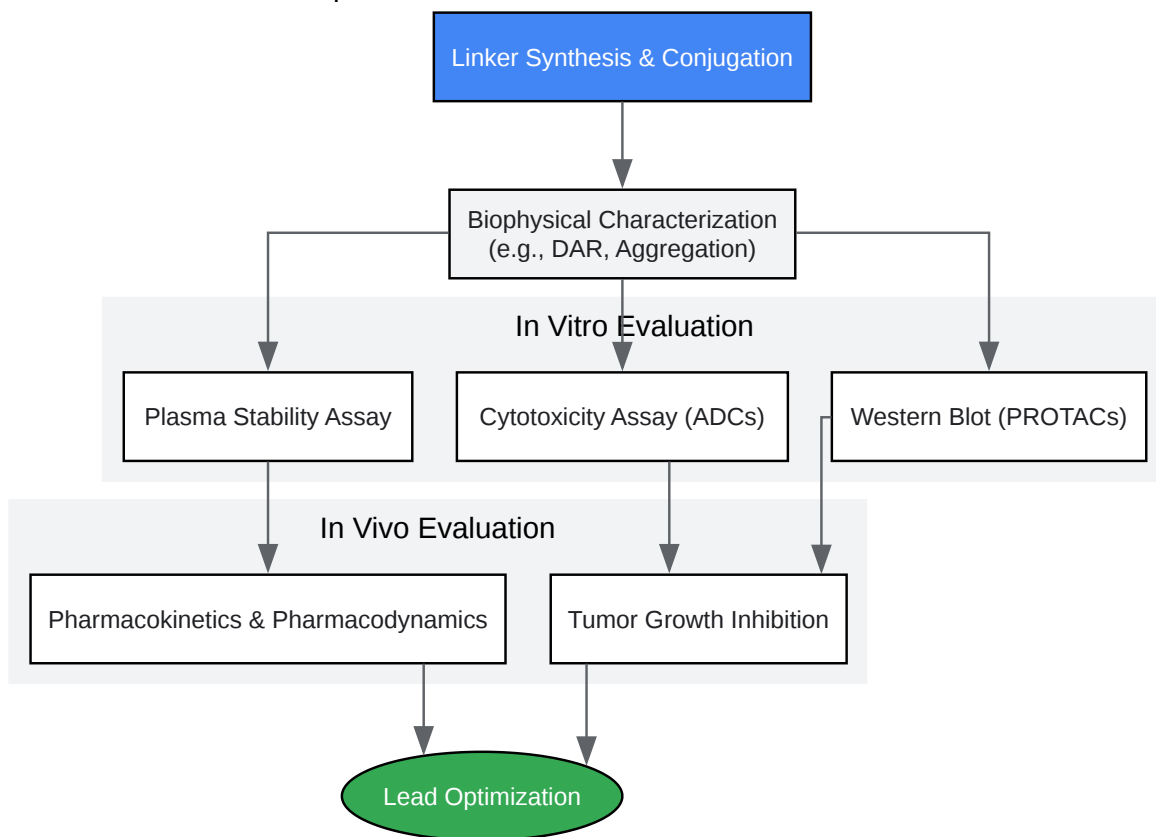 Linker Synthesis & Conjugation
Biophysical Characterization
(e.g., DAR, Aggregation)
In Vitro Evaluation
Plasma Stability Assay
Cytotoxicity Assay (ADCs)
Western Blot (PROTACs)
In Vivo Evaluation
Pharmacokinetics & Pharmacodynamics
Tumor Growth Inhibition
Lead Optimization